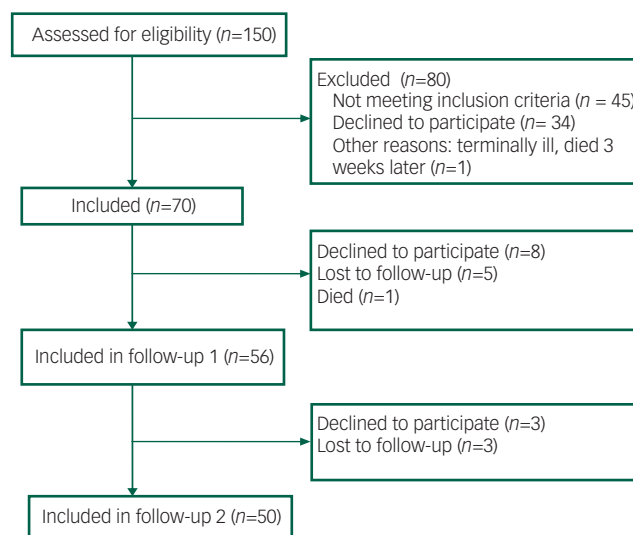 Assessed for eligibility (n=150)
Excluded (n=80)
Not meeting inclusion criteria (n = 45)
Declined to participate (n= 34)
Other reasons: terminally ill, died 3
weeks later (n=1)
Included (n=70)
Declined to participate (n=8)
Lost to follow-up (n=5)
Died (n=1)
Included in follow-up 1 (n=56)
Declined to participate (n=3)
Lost to follow-up (n=3)
Included in follow-up 2 (n=50)